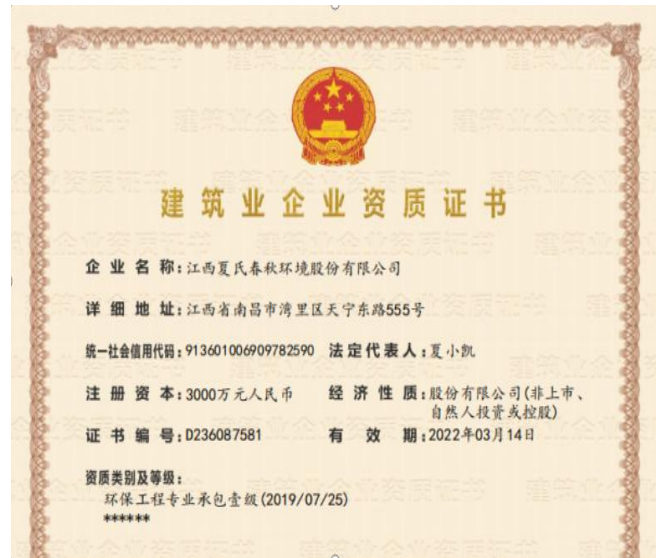 建筑业企业资质证书
企业名称:江西夏氏春秋环境股份有限公司
详细地址:江西省南昌市湾里区天宁东路555号
统一社会信用代码:913601006909782590 法定代表人:夏小凯
注册资本:3000万元人民币 经济性质:股份有限公司(非上市、
自然人投资或控股)
证书编号:D236087581 有效期:2022年03月14日
资质类别及等级:
环保工程专业承包壹级(2019/07/25)
******